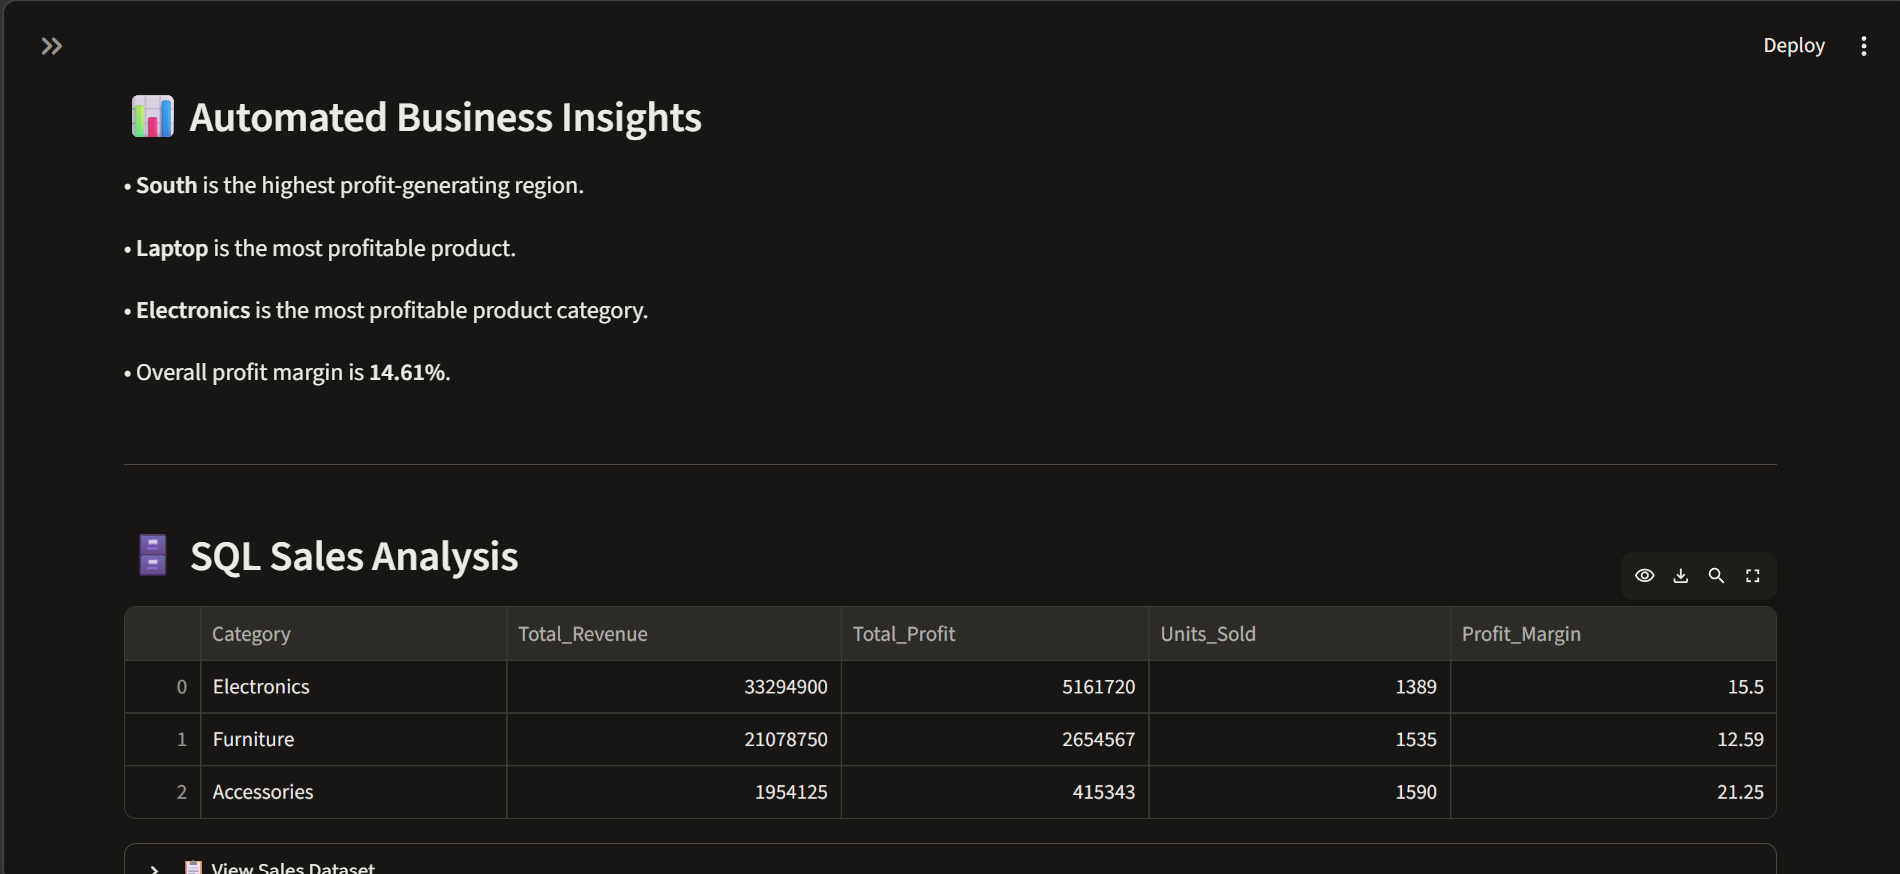 Deploy
Automated Business Insights
• South is the highest profit-generating region.
• Laptop is the most profitable product.
• Electronics is the most profitable product category.
• Overall profit margin is 14.61%.
SQL Sales Analysis
Category Total_Revenue Total_Profit Units_Sold Profit_Margin
0 Electronics 33294900 5161720 1389 15.5
1 Furniture 21078750 2654567 1535 12.59
2 Accessories 1954125 415343 1590 21.25
View Sales Dataset